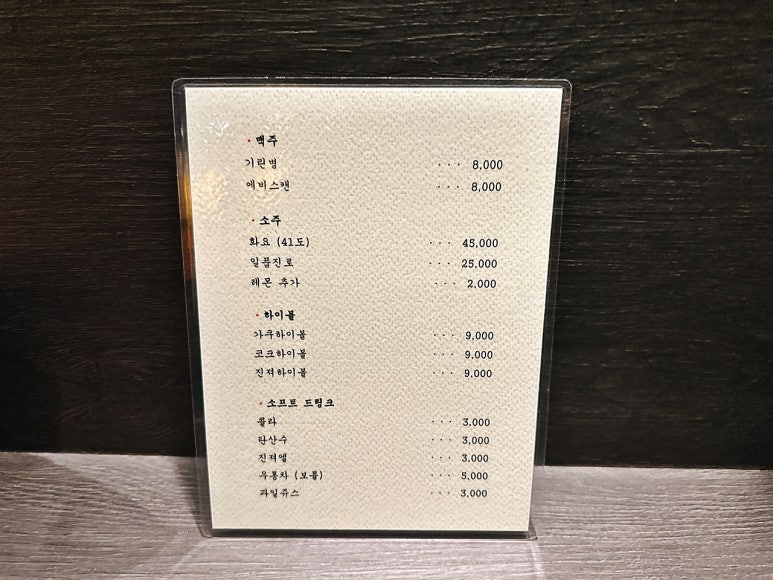 · 맥주
기린병 ··· 8,000
에비스캔 ··· 8,000
· 소주
화요 (41도) ··· 45,000
일품진로 ··· 25,000
레몬 추가 ··· 2,000
· 하이볼
가쿠하이볼 ··· 9,000
코크하이볼 ··· 9,000
진져하이볼 ··· 9,000
· 소프트 드링크
콜라 ··· 3,000
탄산수 ··· 3,000
진져엘 ··· 3,000
우롱차 (보틀) ··· 5,000
과일쥬스 ··· 3,000